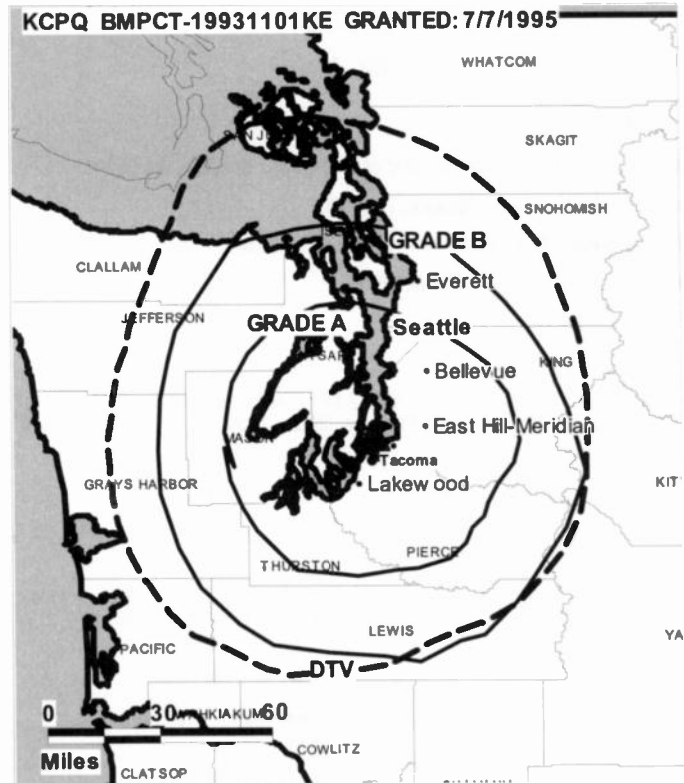 KCPQ BMPCT-19931101KE GRANTED: 7/7/1995
WHATCOM
SKAGIT
SNOHOMISH
GRADE B
CLALLAM
Everett
JEFFERSON
GRADE A
Seattle
KING
Bellevue
East Hill-Meridian
MASON
Tacoma
GRAYS HARBOR
Lakewood
KIT
THURSTON
PIERCE
LEWIS
PACIFIC
YA
DTV
0 30 60
Miles
COWLITZ
CLATSOP